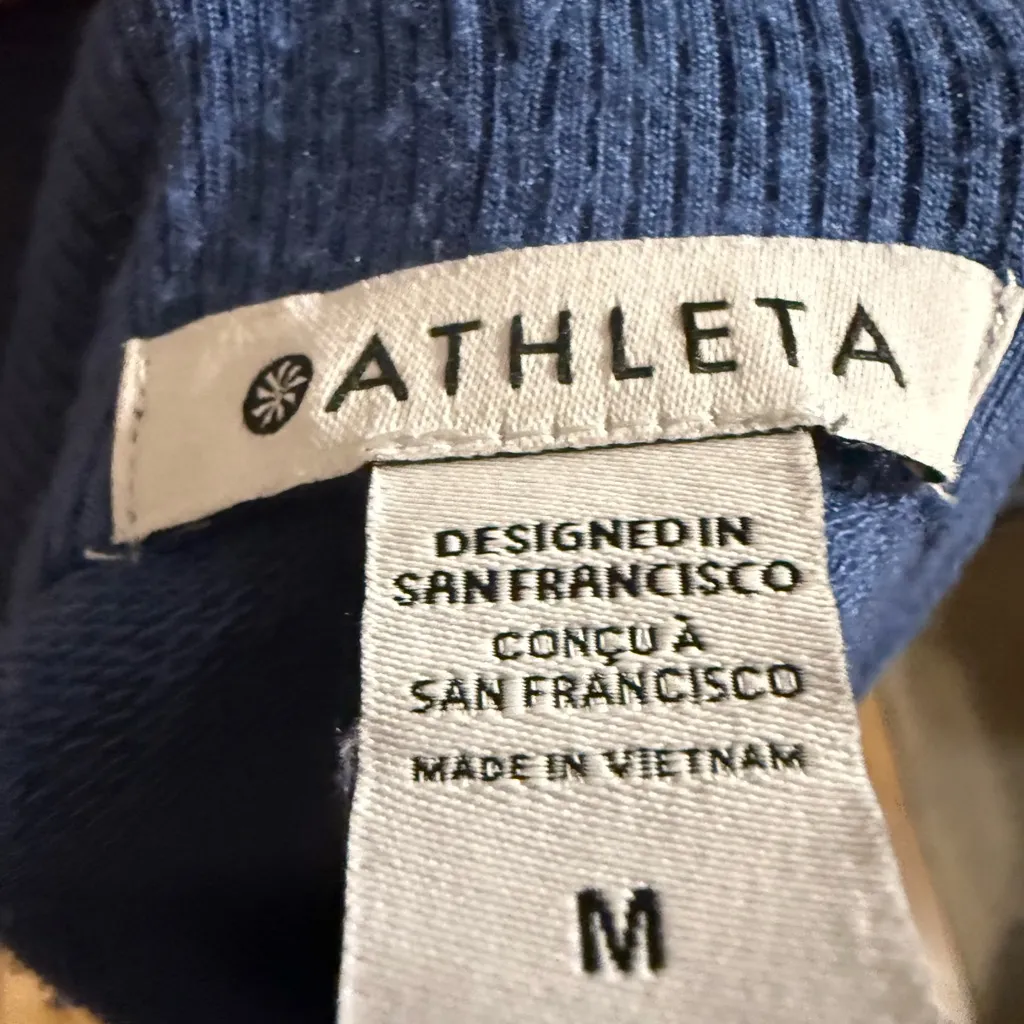 ATHLETA
DESIGNED IN
SAN FRANCISCO
CONÇU À
SAN FRANCISCO
MADE IN VIETNAM
M